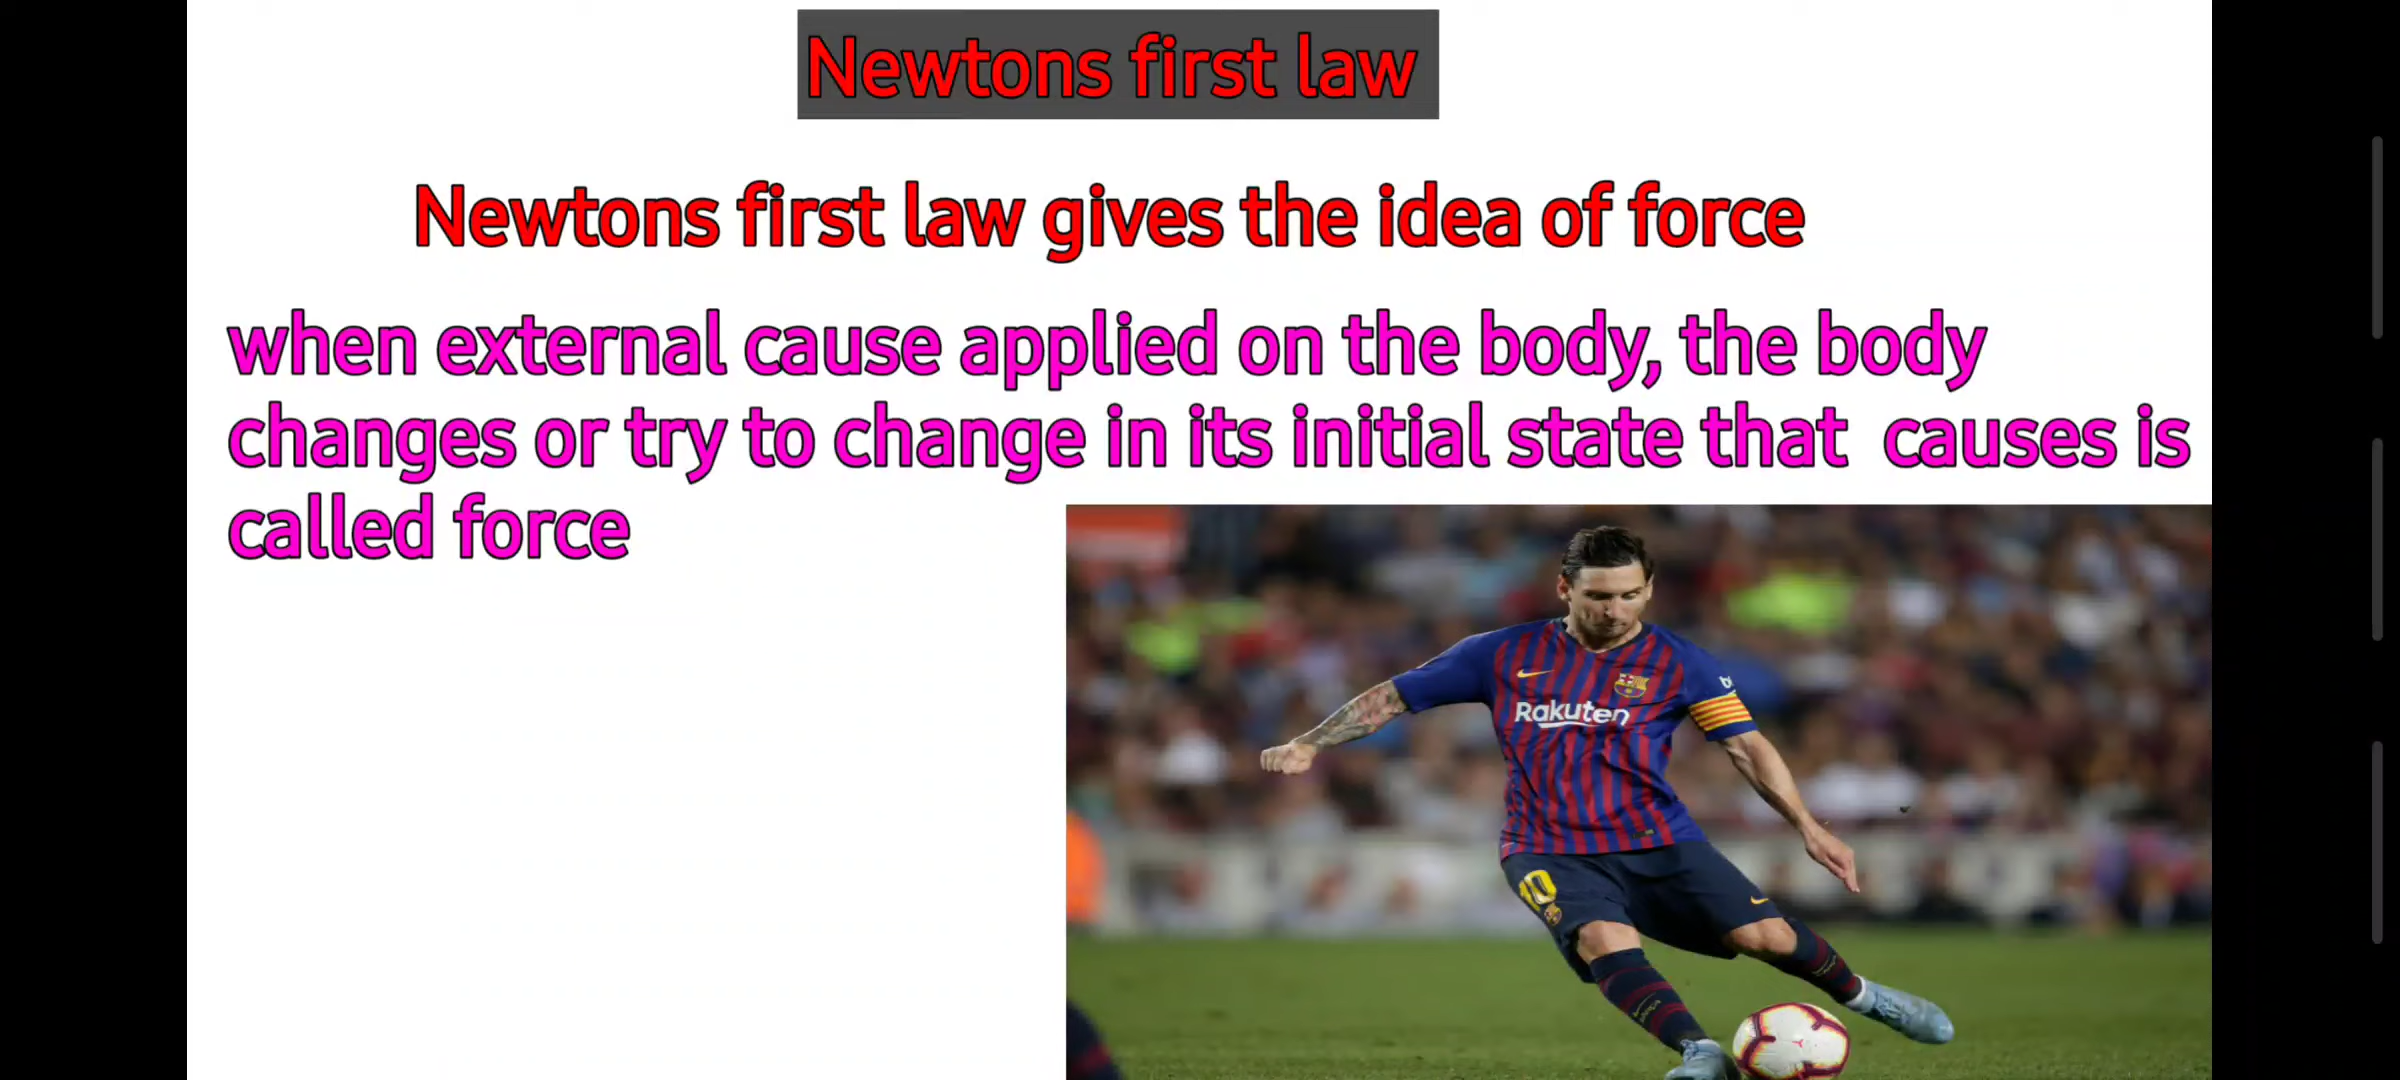 Newtons first law
Newtons first law gives the idea of force
when external cause applied on the body, the body
changes or try to change in its initial state that causes is
called force
Rakuten
10